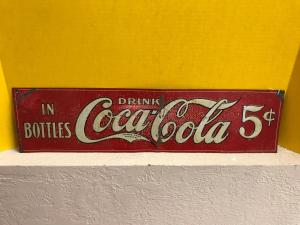 IN
BOTTLES
DRINK
Coca-Cola 5¢